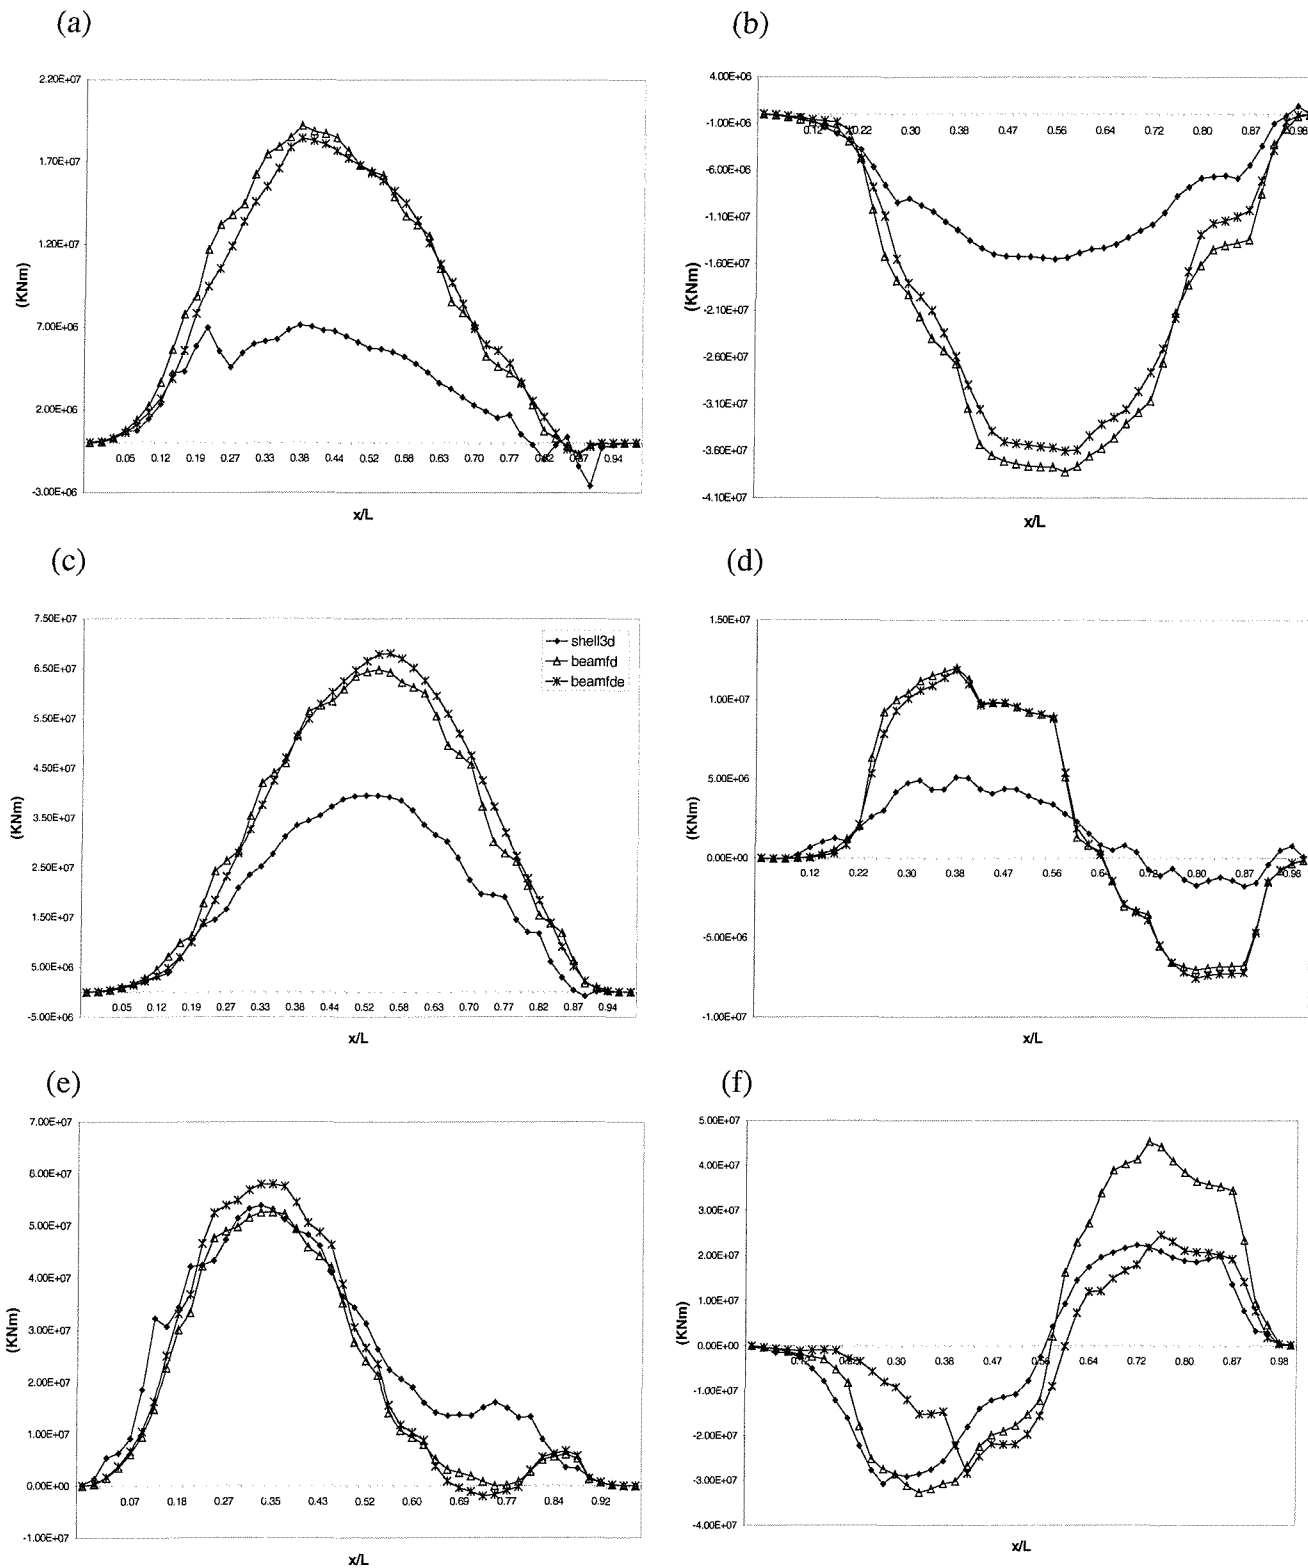 (a)
2.20E+07
1.70E+07
1.20E+07
7.00E+06
2.00E+06
-3.00E+06
(KNm)
0.05 0.12 0.19 0.27 0.33 0.38 0.44 0.52 0.58 0.63 0.70 0.77 0.82 0.87 0.94
x/L
(b)
4.00E+06
-1.00E+06
-6.00E+06
-1.10E+07
-1.60E+07
-2.10E+07
-2.60E+07
-3.10E+07
-3.60E+07
-4.10E+07
(KNm)
0.12 0.22 0.30 0.38 0.47 0.56 0.64 0.72 0.80 0.87 0.98
x/L
(c)
7.50E+07
6.50E+07
5.50E+07
4.50E+07
3.50E+07
2.50E+07
1.50E+07
5.00E+06
-5.00E+06
(KNm)
shell3d
beamfd
beamfde
0.05 0.12 0.19 0.27 0.33 0.38 0.44 0.52 0.58 0.63 0.70 0.77 0.82 0.87 0.94
x/L
(d)
1.50E+07
1.00E+07
5.00E+06
0.00E+00
-5.00E+06
-1.00E+07
(KNm)
0.12 0.22 0.30 0.38 0.47 0.56 0.64 0.72 0.80 0.87 0.98
x/L
(e)
7.00E+07
6.00E+07
5.00E+07
4.00E+07
3.00E+07
2.00E+07
1.00E+07
0.00E+00
-1.00E+07
(KNm)
0.07 0.18 0.27 0.35 0.43 0.52 0.60 0.69 0.77 0.84 0.92
x/L
(f)
5.00E+07
4.00E+07
3.00E+07
2.00E+07
1.00E+07
0.00E+00
-1.00E+07
-2.00E+07
-3.00E+07
-4.00E+07
(KNm)
0.12 0.22 0.30 0.38 0.47 0.56 0.64 0.72 0.80 0.87 0.98
x/L